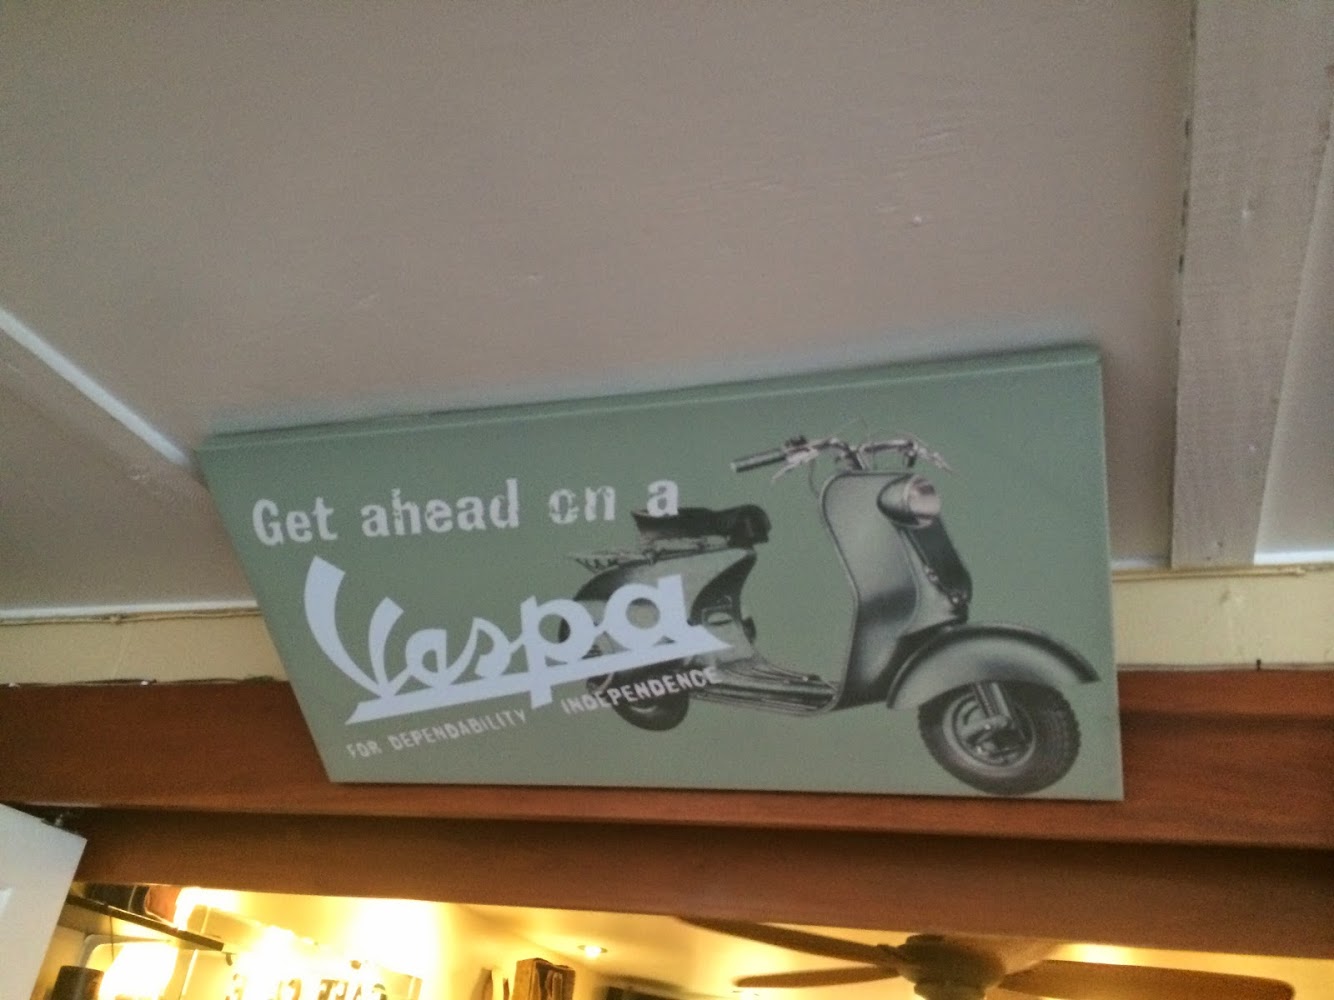 Get ahead on a
Vespa
FOR DEPENDABILITY INDEPENDENCE